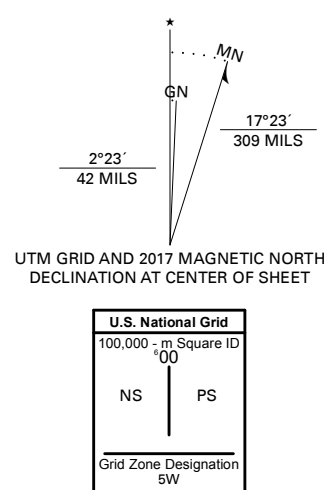 ★
MN
GN
2°23´
42 MILS
17°23´
309 MILS
UTM GRID AND 2017 MAGNETIC NORTH
DECLINATION AT CENTER OF SHEET
U.S. National Grid
100,000 - m Square ID
⁶00
NS PS
Grid Zone Designation
5W